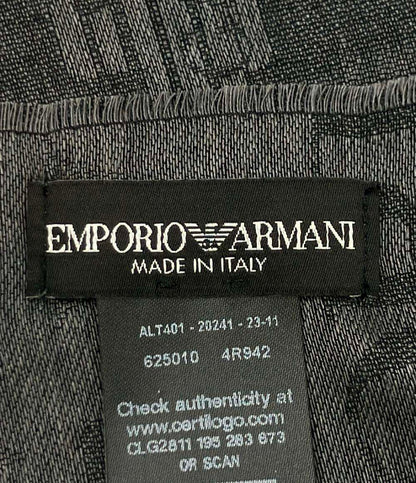 EMPORIO ARMANI
MADE IN ITALY
ALT401 - 20241 - 23-11
625010 4R942
Check authenticity at
www.certilogo.com
CLG2811 195 283 673
OR SCAN